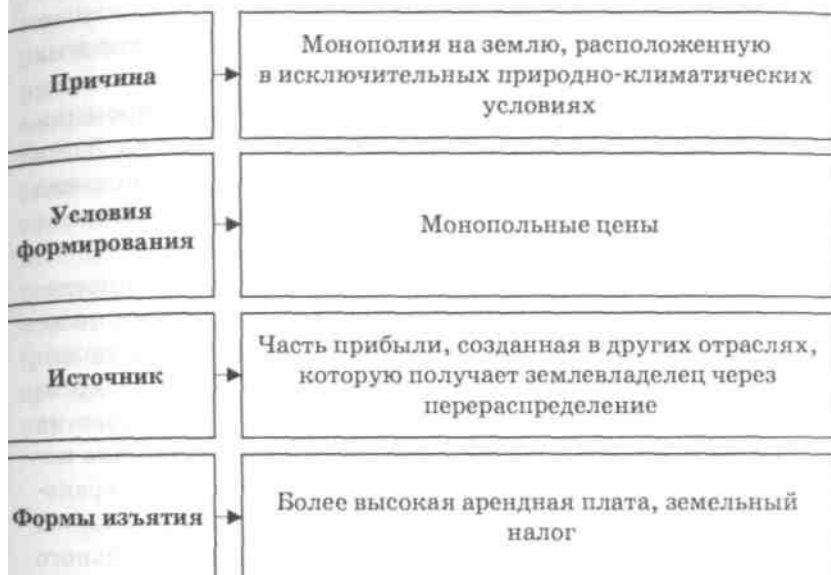 Причина
Монополия на землю, расположенную
в исключительных природно-климатических
условиях
Условия
формирования
Монопольные цены
Источник
Часть прибыли, созданная в других отраслях,
которую получает землевладелец через
перераспределение
Формы изъятия
Более высокая арендная плата, земельный
налог